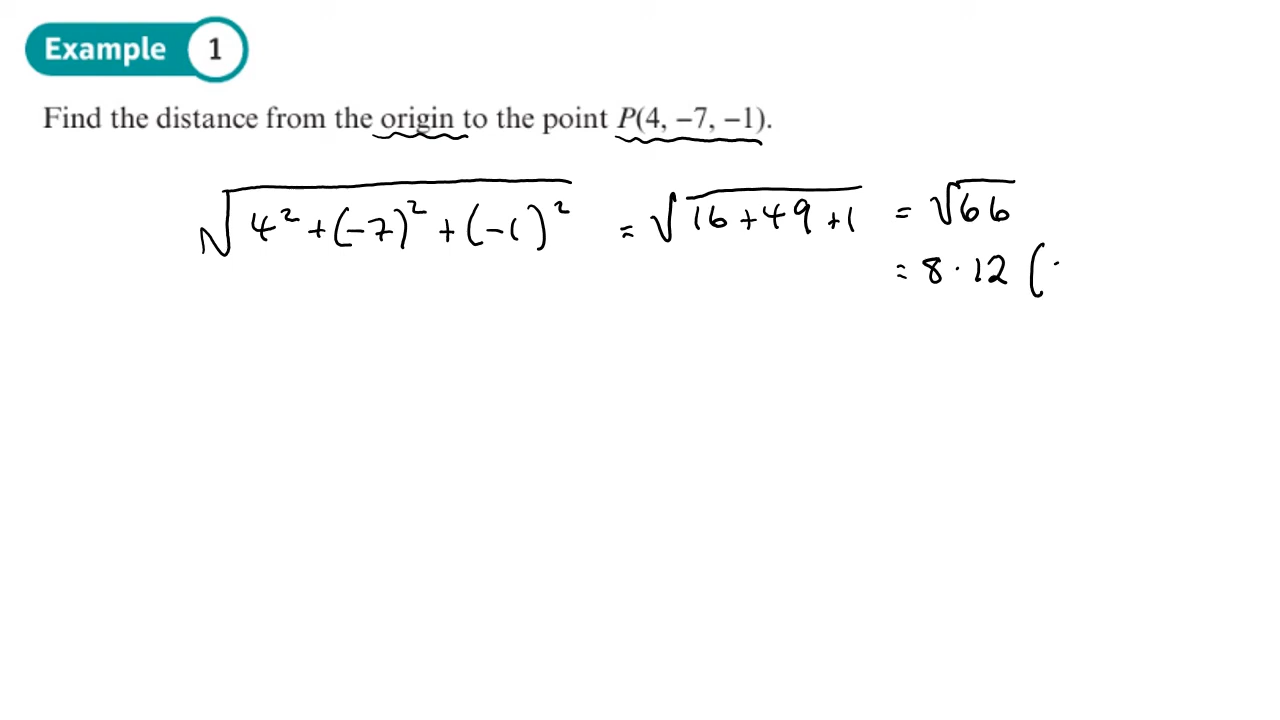 Example 1
Find the distance from the origin to the point P(4, −7, −1).
√(4² + (−7)² + (−1)²) = √(16 + 49 + 1) = √66
= 8·12 (